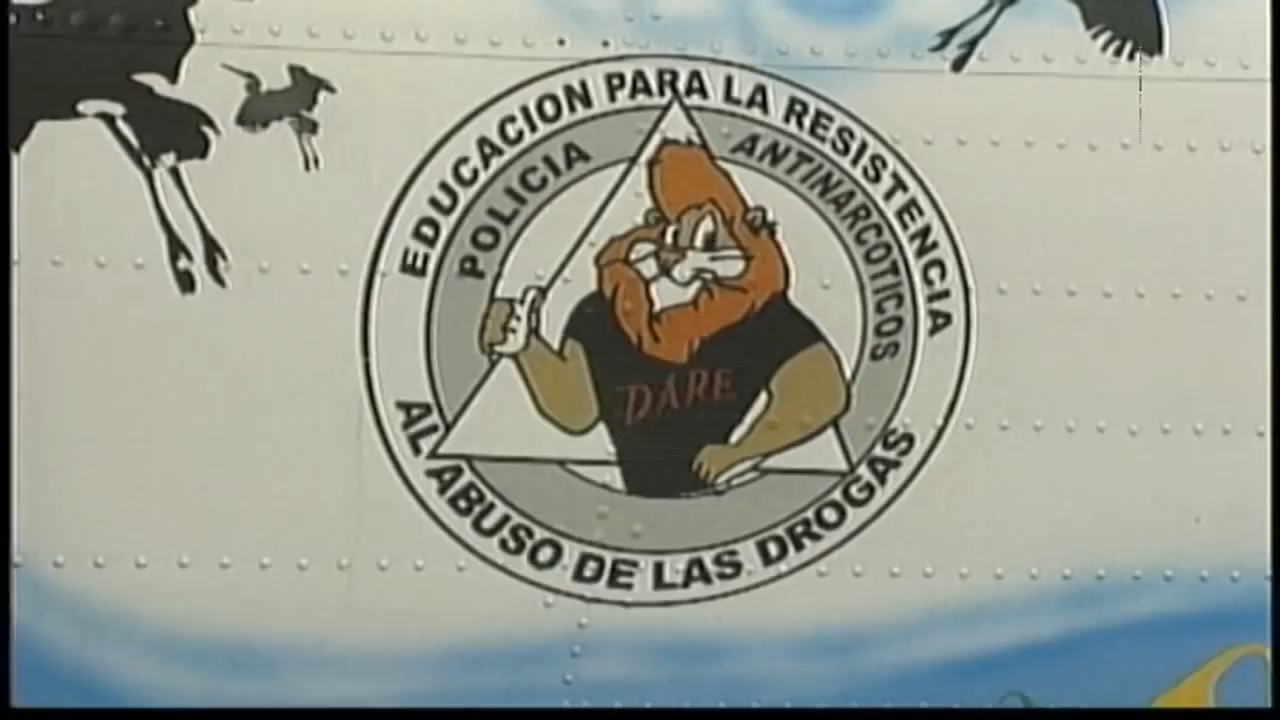 EDUCACION PARA LA RESISTENCIA
AL ABUSO DE LAS DROGAS
POLICIA ANTINARCOTICOS
DARE